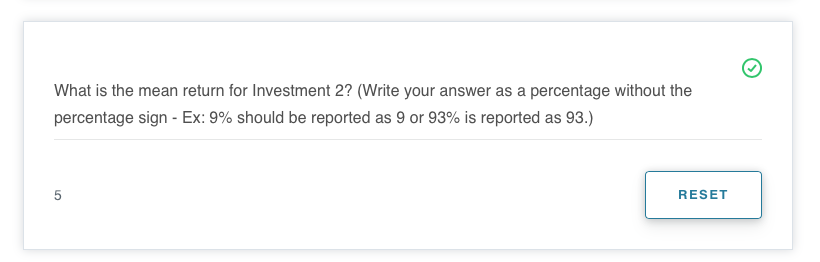 What is the mean return for Investment 2? (Write your answer as a percentage without the
percentage sign - Ex: 9% should be reported as 9 or 93% is reported as 93.)
5
RESET